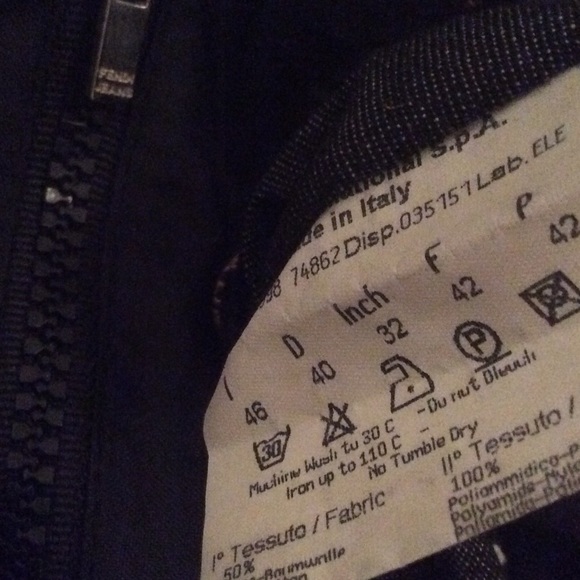 FENDI
JEANS
S.p.A.
in Italy
74862 Disp.035151 Lab. ELE
I D Inch F P
46 40 32 42 42
30 P
Machine Wash to 30 C - Do not Bleach
Iron up to 110 C -
No Tumble Dry
I° Tessuto / Fabric
50%
II° Tessuto /
100%